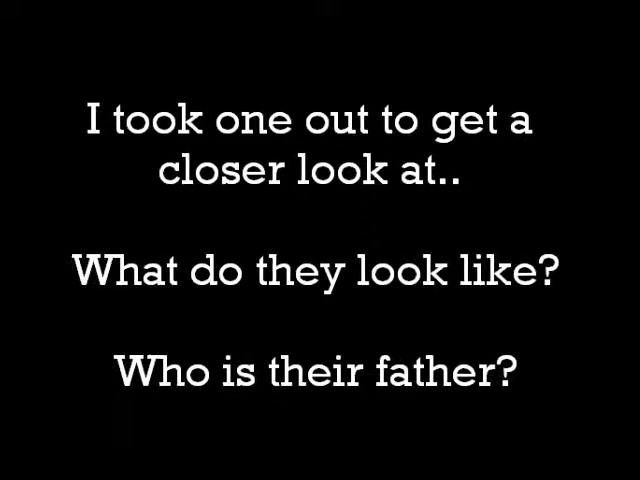 I took one out to get a
closer look at..
What do they look like?
Who is their father?